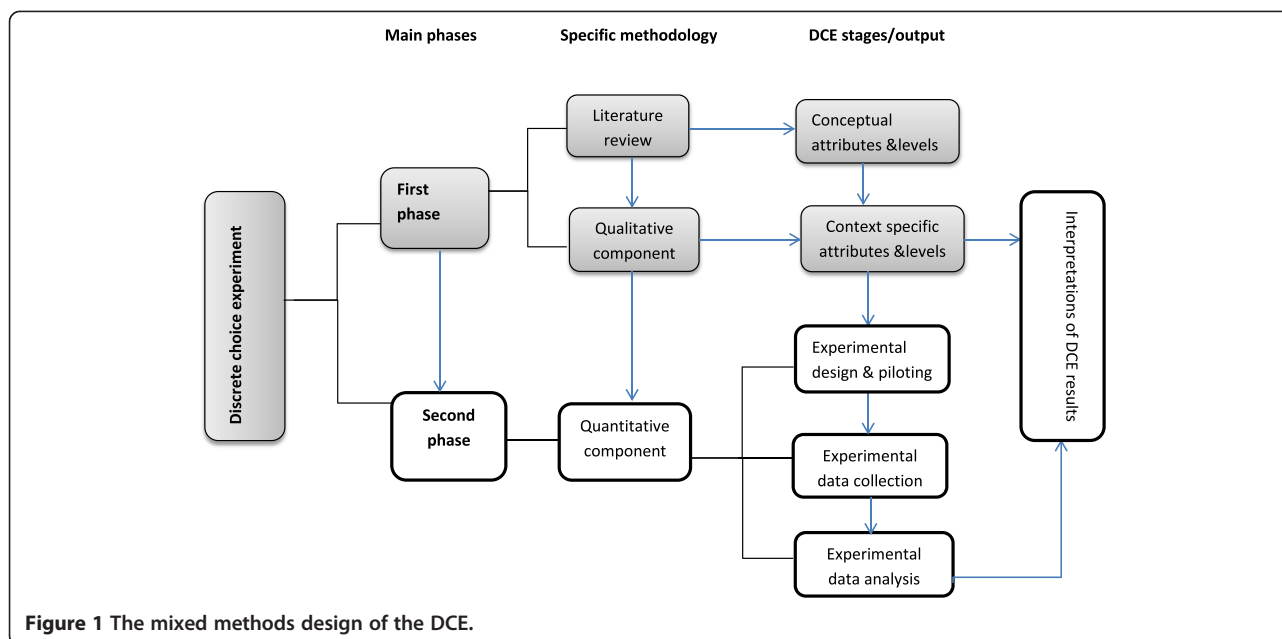 Main phases
Specific methodology
DCE stages/output
Literature
review
Conceptual
attributes &levels
First
phase
Qualitative
component
Context specific
attributes &levels
Discrete choice experiment
Interpretations of DCE results
Experimental
design & piloting
Second
phase
Quantitative
component
Experimental
data collection
Experimental
data analysis
Figure 1 The mixed methods design of the DCE.